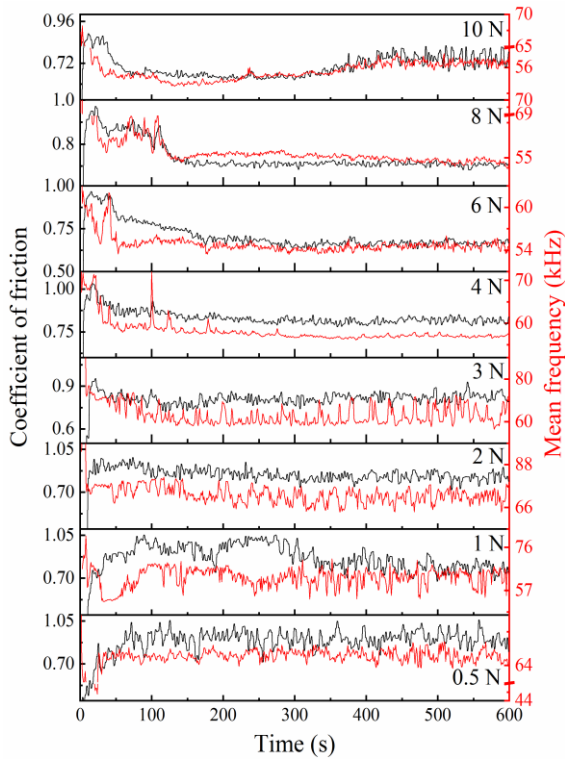 0.96
0.72
10 N
70
65
56
1.0
0.8
8 N
70
69
55
1.00
0.75
6 N
60
54
0.50
1.00
0.75
4 N
70
60
0.9
0.6
3 N
80
60
1.05
0.70
2 N
88
66
1.05
0.70
1 N
76
57
1.05
0.70
0.5 N
64
44
Coefficient of friction
Mean frequency (kHz)
0 100 200 300 400 500 600
Time (s)